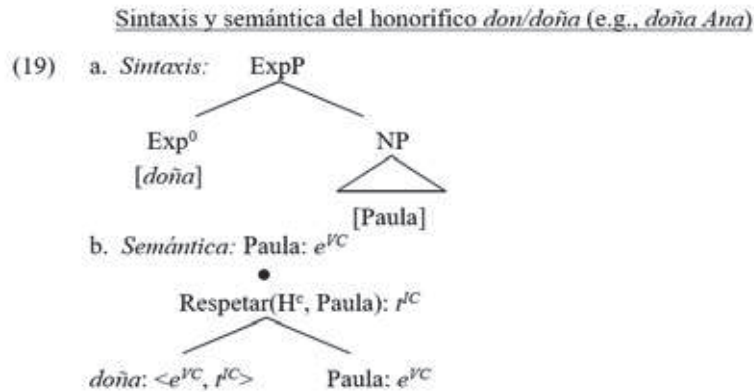 Sintaxis y semántica del honorífico don/doña (e.g., doña Ana)
(19) a. Sintaxis: ExpP
Exp⁰ NP
[doña]
[Paula]
b. Semántica: Paula: eⱽᶜ
●
Respetar(Hᶜ, Paula): tᴵᶜ
doña: <eⱽᶜ, tᴵᶜ> Paula: eⱽᶜ